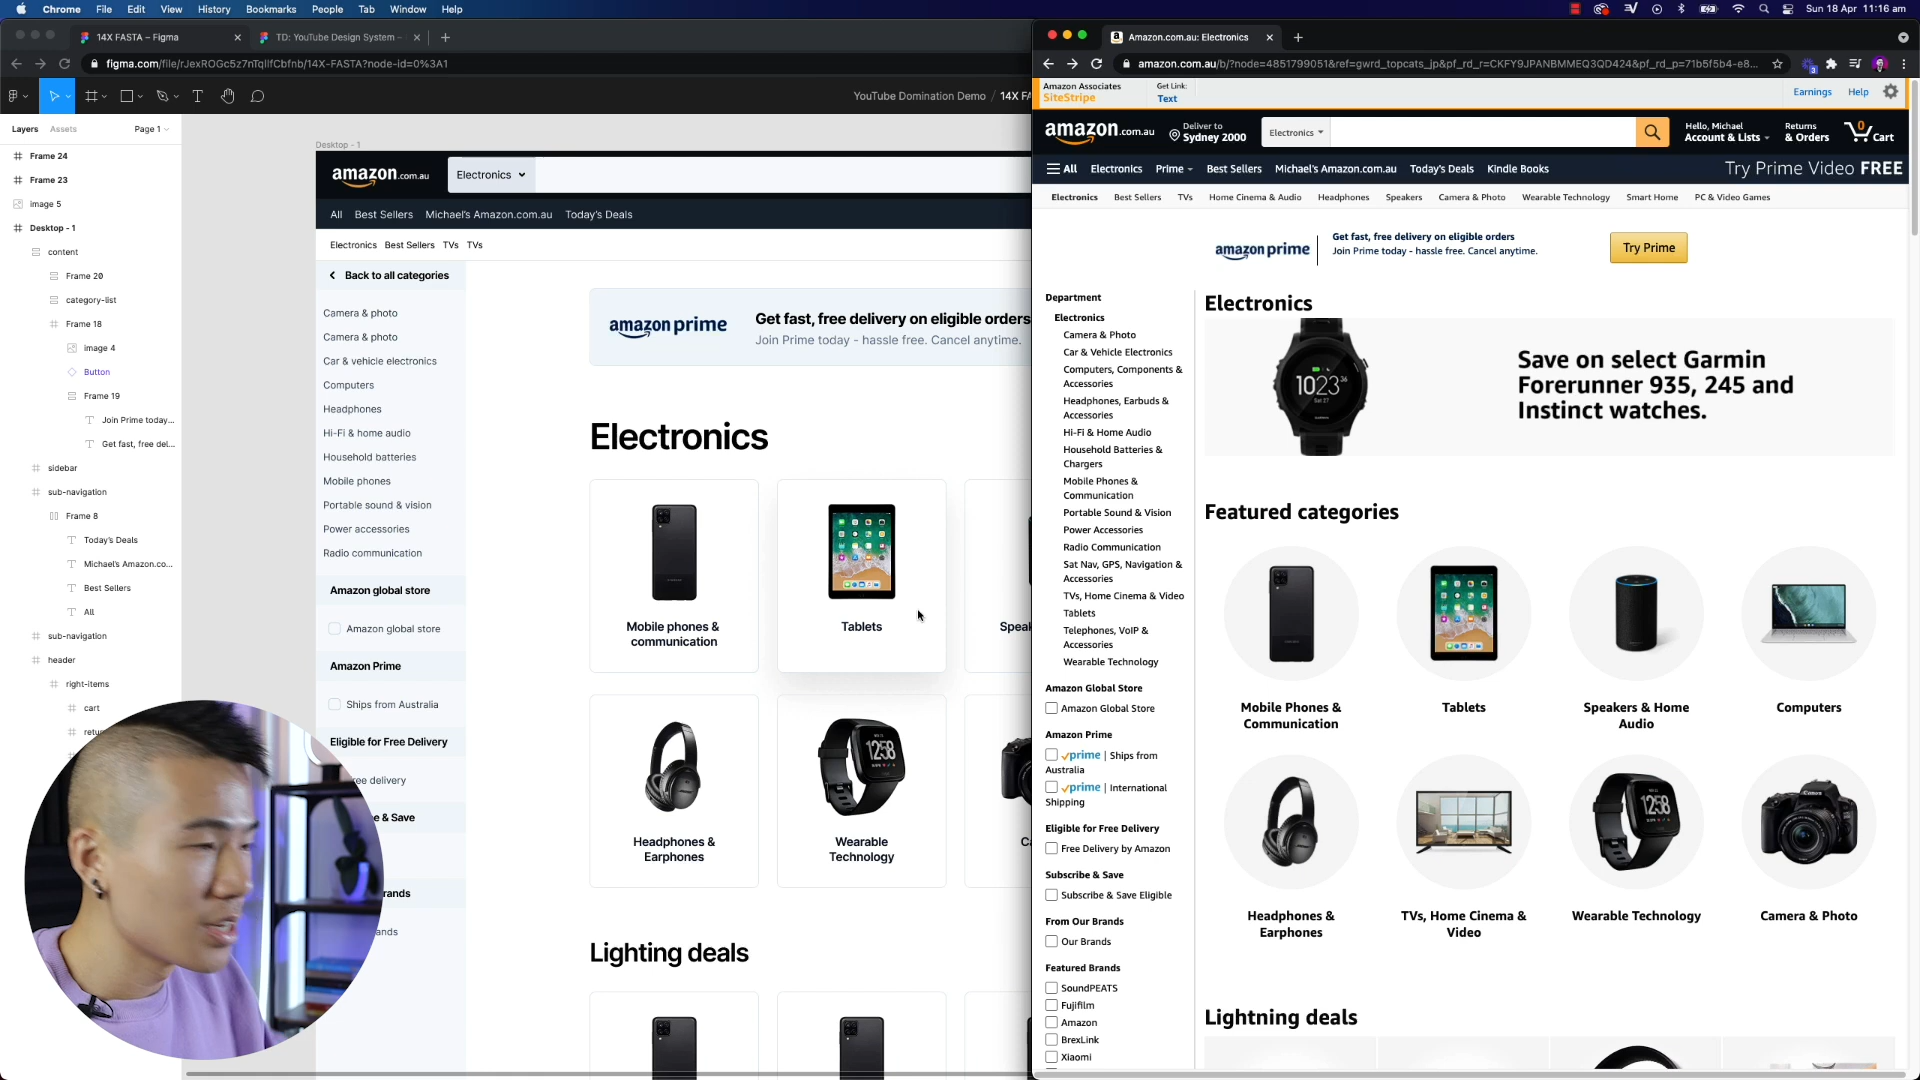 Chrome File Edit View History Bookmarks People Tab Window Help
Sun 18 Apr 11:16 am
14X FASTA – Figma
TD: YouTube Design System –
figma.com/file/rJexROGc5z7nTqIlfCbfnb/14X-FASTA?node-id=0%3A1
YouTube Domination Demo / 14X FA
Layers Assets Page 1
Frame 24
Frame 23
image 5
Desktop - 1
content
Frame 20
category-list
Frame 18
image 4
Button
Frame 19
Join Prime today...
Get fast, free del...
sidebar
sub-navigation
Frame 8
Today's Deals
Michael's Amazon.co...
Best Sellers
All
sub-navigation
header
right-items
cart
Desktop - 1
amazon.com.au Electronics
All Best Sellers Michael's Amazon.com.au Today's Deals
Electronics Best Sellers TVs TVs
Back to all categories
Camera & photo
Camera & photo
Car & vehicle electronics
Computers
Headphones
Hi-Fi & home audio
Household batteries
Mobile phones
Portable sound & vision
Power accessories
Radio communication
Amazon global store
Amazon global store
Amazon Prime
Ships from Australia
Eligible for Free Delivery
ree delivery
e & Save
rands
ands
amazon prime
Get fast, free delivery on eligible orders
Join Prime today - hassle free. Cancel anytime.
Electronics
Mobile phones &
communication
Tablets
Speak
Headphones &
Earphones
Wearable
Technology
Ca
Lighting deals
Amazon.com.au: Electronics
amazon.com.au/b/?node=4851799051&ref=gwrd_topcats_jp&pf_rd_r=CKFY9JPANBMMEQ3QD424&pf_rd_p=71b5f5b4-e8...
Amazon Associates
SiteStripe
Get Link:
Text
Earnings Help
amazon.com.au
Deliver to
Sydney 2000
Electronics
Hello, Michael
Account & Lists
Returns
& Orders
0
Cart
All Electronics Prime Best Sellers Michael's Amazon.com.au Today's Deals Kindle Books
Try Prime Video FREE
Electronics Best Sellers TVs Home Cinema & Audio Headphones Speakers Camera & Photo Wearable Technology Smart Home PC & Video Games
amazon prime
Get fast, free delivery on eligible orders
Join Prime today - hassle free. Cancel anytime.
Try Prime
Department
Electronics
Camera & Photo
Car & Vehicle Electronics
Computers, Components &
Accessories
Headphones, Earbuds &
Accessories
Hi-Fi & Home Audio
Household Batteries &
Chargers
Mobile Phones &
Communication
Portable Sound & Vision
Power Accessories
Radio Communication
Sat Nav, GPS, Navigation &
Accessories
TVs, Home Cinema & Video
Tablets
Telephones, VoIP &
Accessories
Wearable Technology
Amazon Global Store
Amazon Global Store
Amazon Prime
prime | Ships from
Australia
prime | International
Shipping
Eligible for Free Delivery
Free Delivery by Amazon
Subscribe & Save
Subscribe & Save Eligible
From Our Brands
Our Brands
Featured Brands
SoundPEATS
Fujifilm
Amazon
BrexLink
Xiaomi
Electronics
1023
Save on select Garmin
Forerunner 935, 245 and
Instinct watches.
Featured categories
Mobile Phones &
Communication
Tablets
Speakers & Home
Audio
Computers
Headphones &
Earphones
TVs, Home Cinema &
Video
Wearable Technology
Camera & Photo
Lightning deals